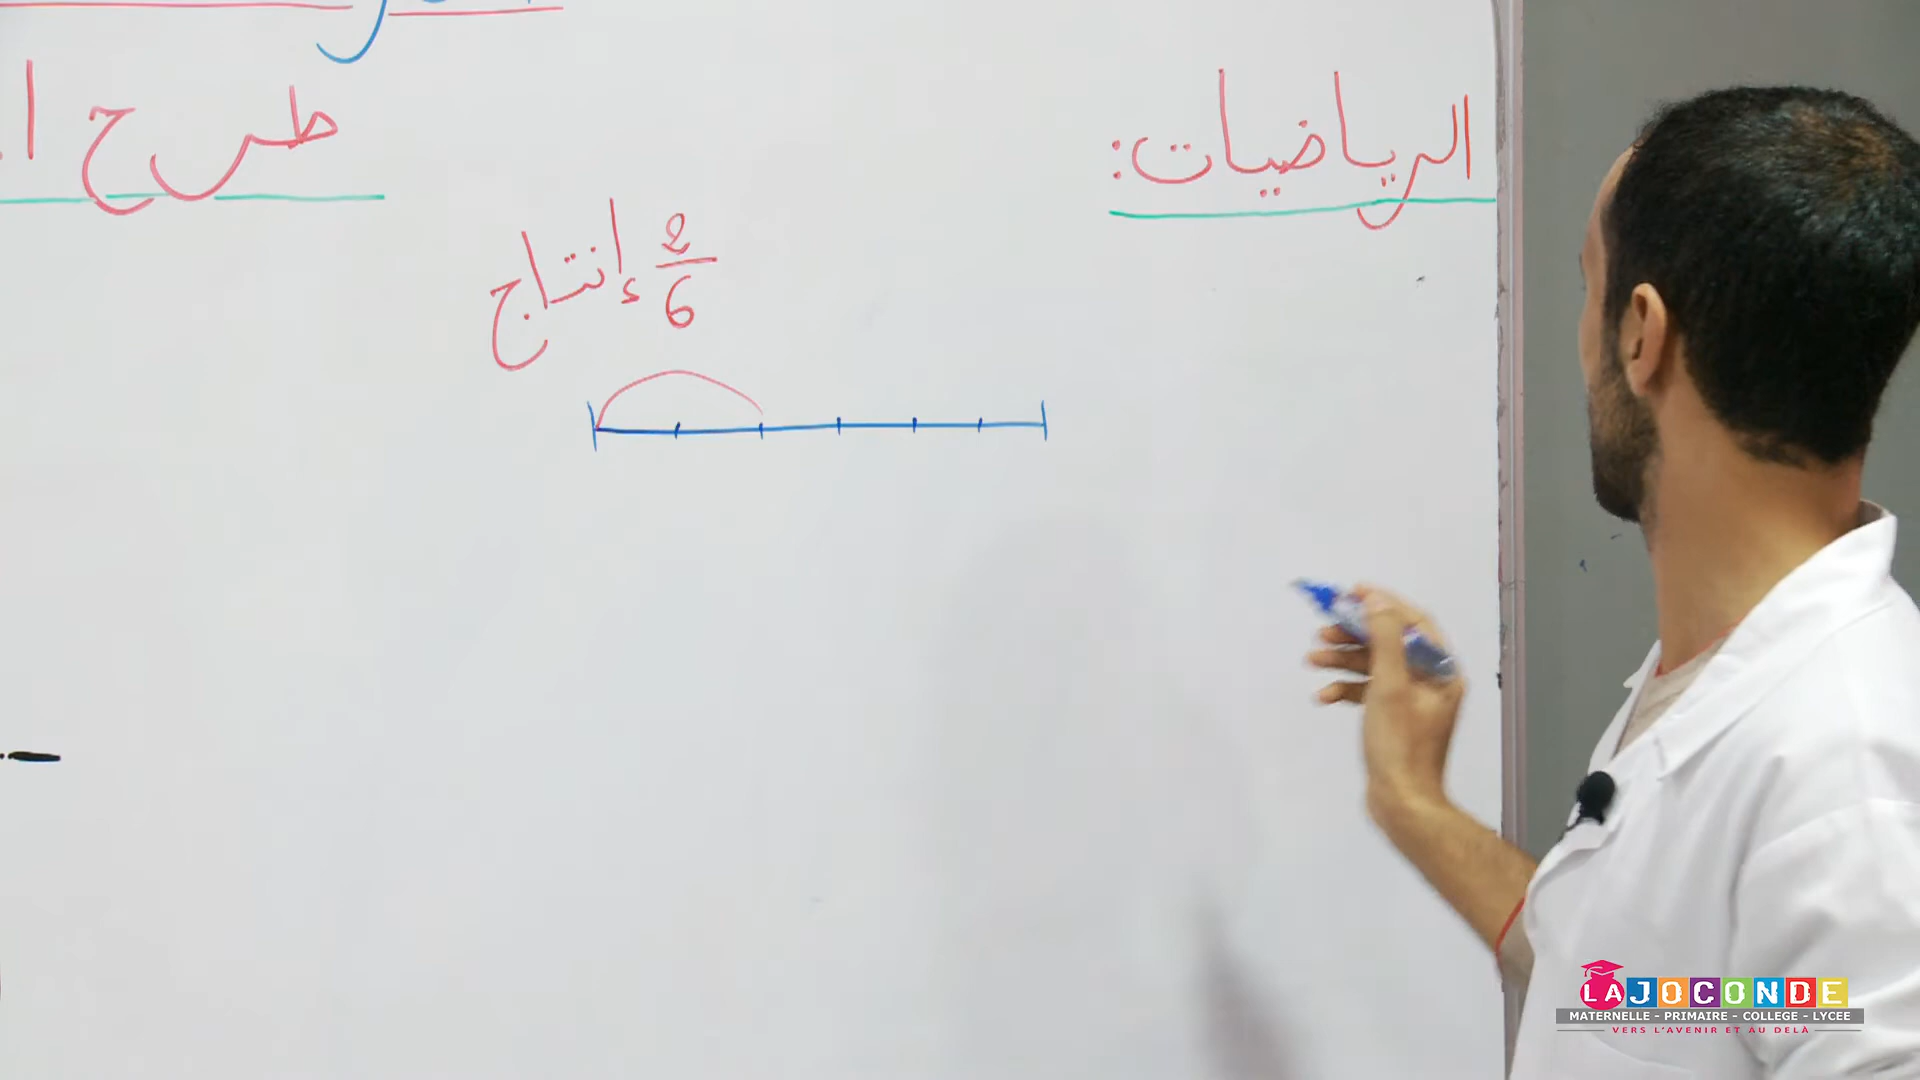 الرياضيات:
طرح
2/6 إنتاج
LAJOCONDE
MATERNELLE - PRIMAIRE - COLLEGE - LYCEE
VERS L'AVENIR ET AU DELÀ